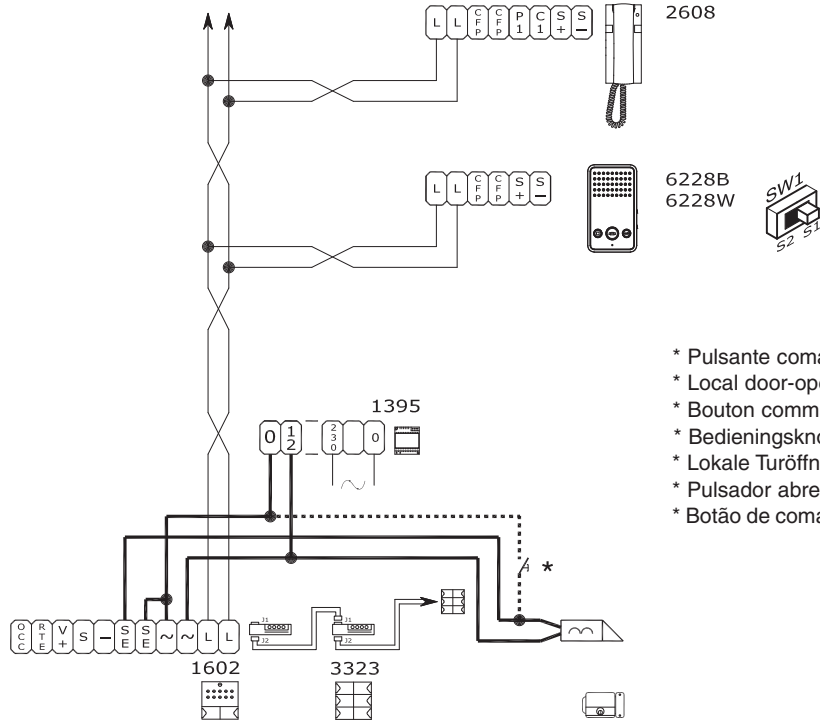 L L CFP CFP P1 C1 S+ S−
2608
L L CFP CFP S+ S−
6228B
6228W
SW1
S2 S1
* Pulsante coma
* Local door-ope
* Bouton comm
* Bedieningskno
* Lokale Turöffn
* Pulsador abre
* Botão de coma
1395
0 12 230 0
*
J1 J1
J2 J2
OCC RTE V+ S − SE SE ~ ~ L L
1602
3323